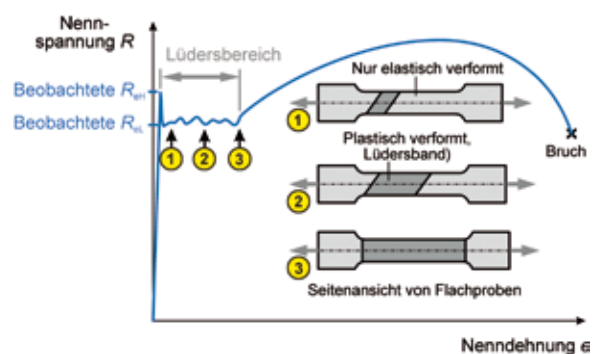 Nenn-
spannung R
Lüdersbereich
Beobachtete ReH
Beobachtete ReL
1
2
3
Nur elastisch verformt
1
Plastisch verformt,
Lüdersband)
2
3
Seitenansicht von Flachproben
Bruch
Nenndehnung ϵ